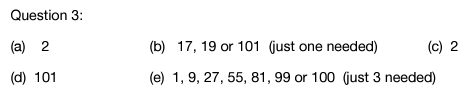 Question 3:
(a) 2 (b) 17, 19 or 101 (just one needed) (c) 2
(d) 101 (e) 1, 9, 27, 55, 81, 99 or 100 (just 3 needed)